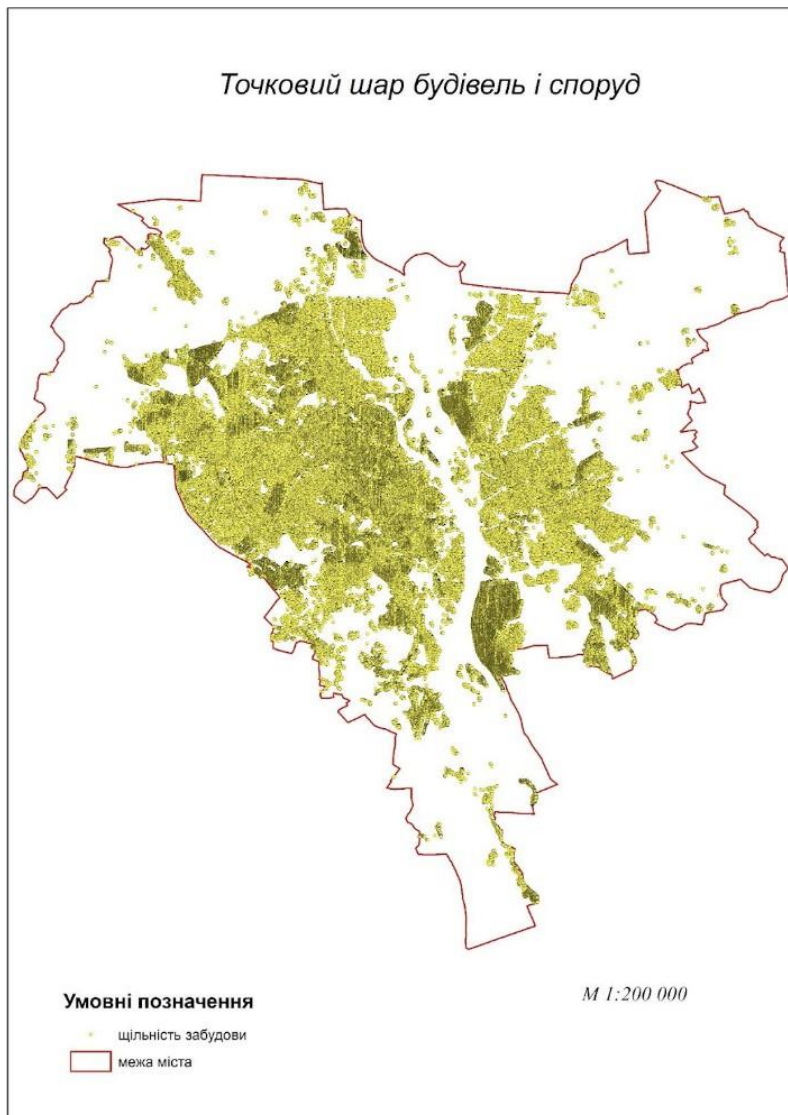 Точковий шар будівель і споруд
М 1:200 000
Умовні позначення
щільність забудови
межа міста